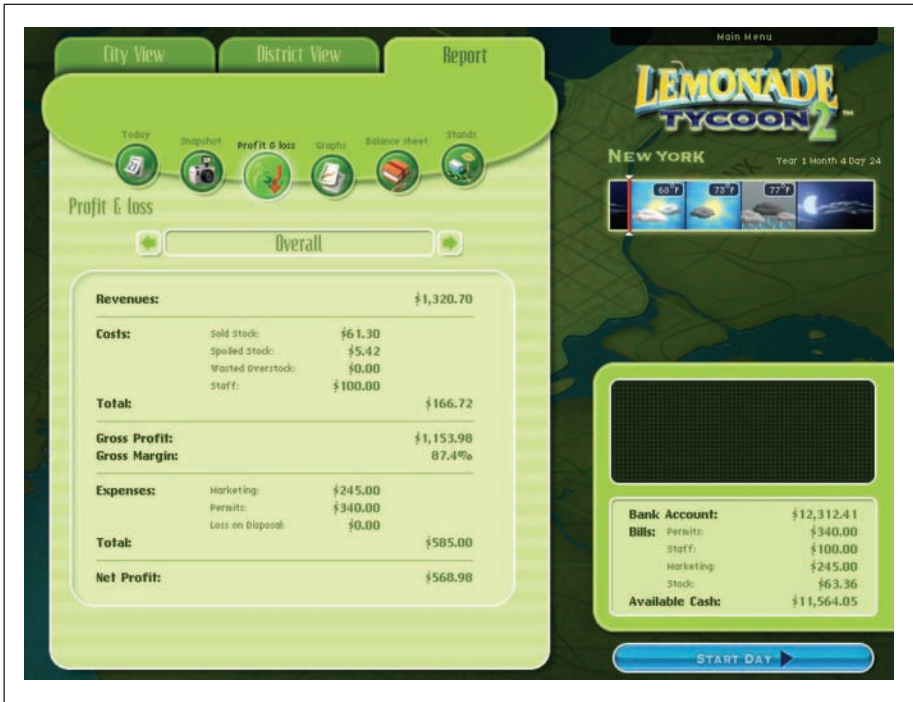 Main Menu
City View District View Report
LEMONADE
TYCOON 2 ™
Today Snapshot Profit & loss Graphs Balance sheet Stands
NEW YORK Year 1 Month 4 Day 24
68°F 73°F 77°F
Profit & loss
Overall
Revenues: $1,320.70
Costs: Sold Stock: $61.30
Spoiled Stock: $5.42
Wasted Overstock: $0.00
Staff: $100.00
Total: $166.72
Gross Profit: $1,153.98
Gross Margin: 87.4%
Expenses: Marketing: $245.00
Permits: $340.00
Loss on Disposal: $0.00
Total: $585.00
Net Profit: $568.98
Bank Account: $12,312.41
Bills: Permits: $340.00
Staff: $100.00
Marketing: $245.00
Stock: $63.36
Available Cash: $11,564.05
START DAY